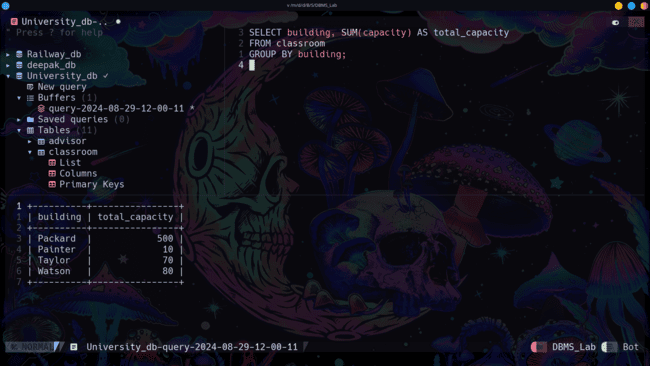 v /mnt/d/B/S/DBMS_Lab
University_db-..
" Press ? for help
Railway_db
deepak_db
University_db ✓
New query
Buffers (1)
query-2024-08-29-12-00-11 *
Saved queries (0)
Tables (11)
advisor
classroom
List
Columns
Primary Keys
3 SELECT building, SUM(capacity) AS total_capacity
2 FROM classroom
1 GROUP BY building;
4
1 +----------+----------------+
1 | building | total_capacity |
2 +----------+----------------+
3 | Packard | 500 |
4 | Painter | 10 |
5 | Taylor | 70 |
6 | Watson | 80 |
7 +----------+----------------+
NORMAL University_db-query-2024-08-29-12-00-11 DBMS_Lab Bot